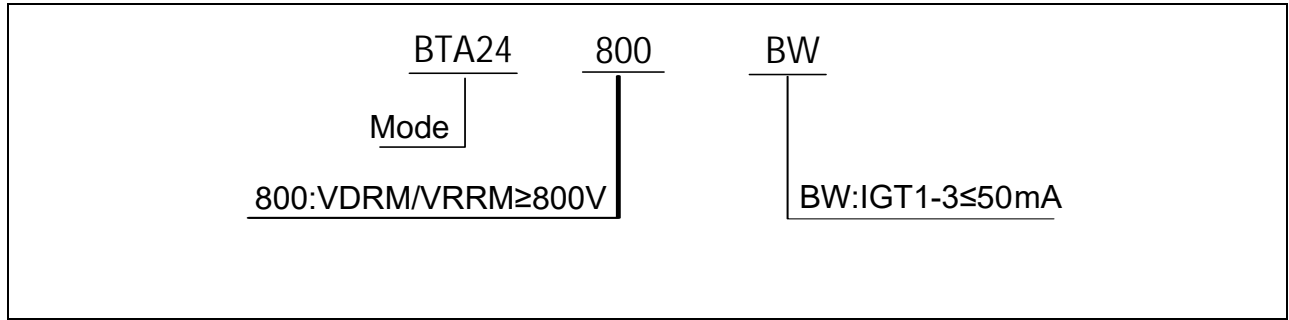 BTA24 800 BW
Mode
800:VDRM/VRRM≥800V BW:IGT1-3≤50mA